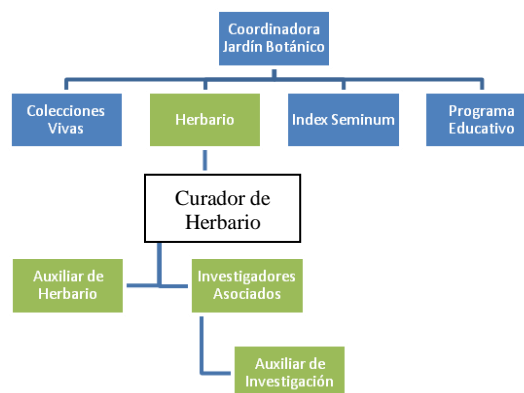 Coordinadora
Jardín Botánico
Colecciones
Vivas
Herbario
Index Seminum
Programa
Educativo
Curador de
Herbario
Auxiliar de
Herbario
Investigadores
Asociados
Auxiliar de
Investigación